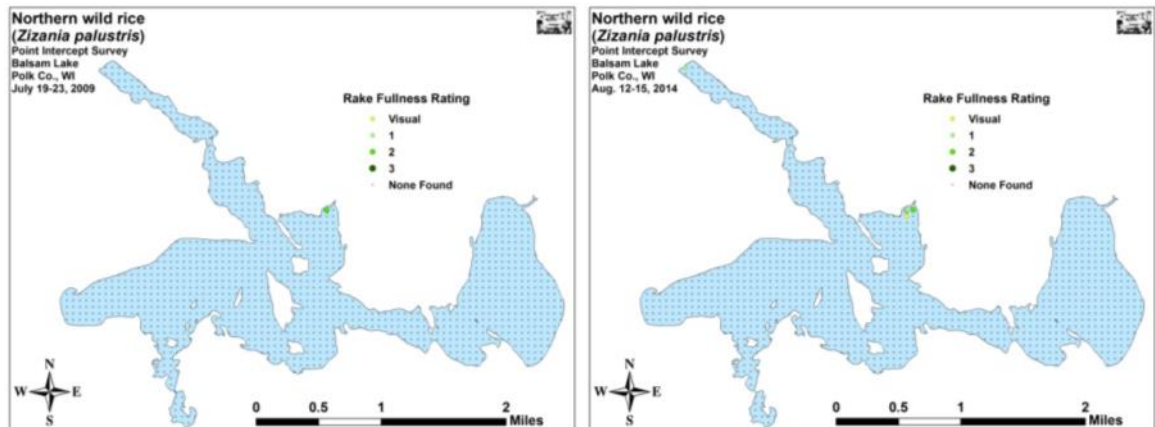 Northern wild rice
(Zizania palustris)
Point Intercept Survey
Balsam Lake
Polk Co., WI
July 19-23, 2009
Rake Fullness Rating
Visual
1
2
3
None Found
N
W E
S
0 0.5 1 2
Miles
Northern wild rice
(Zizania palustris)
Point Intercept Survey
Balsam Lake
Polk Co., WI
Aug. 12-15, 2014
Rake Fullness Rating
Visual
1
2
3
None Found
N
W E
S
0 0.5 1 2
Miles